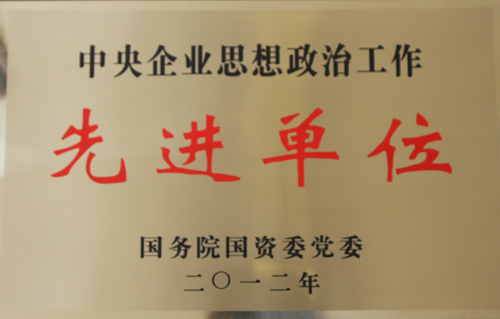 中央企业思想政治工作
先进单位
国务院国资委党委
二〇一二年